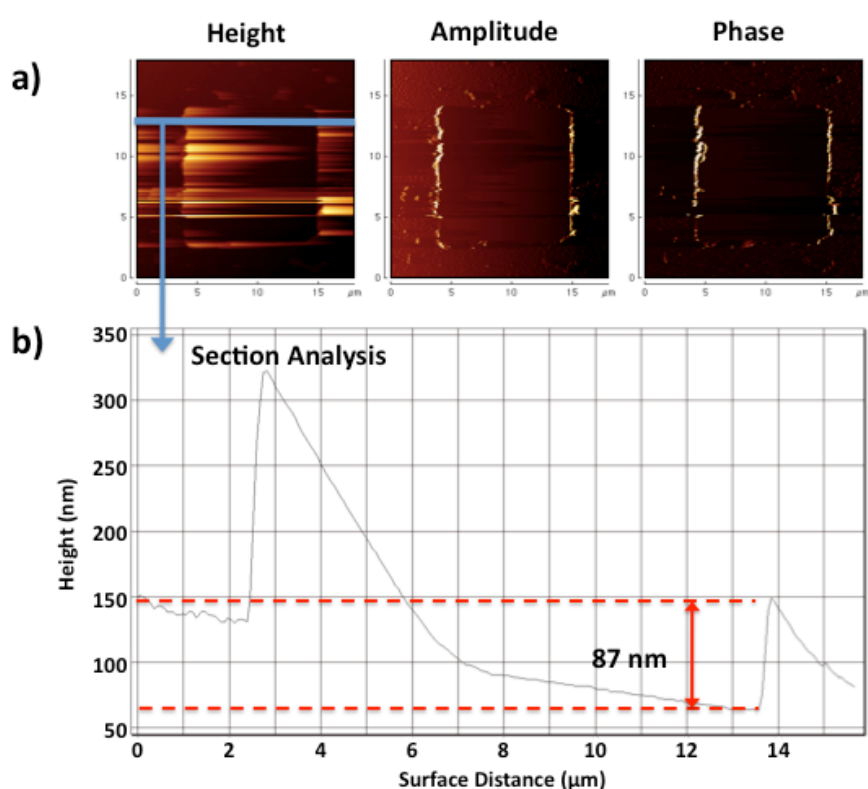 Height Amplitude Phase
a)
15 15 15
10 10 10
5 5 5
0 0 0
0 5 10 15 µm 0 5 10 15 µm 0 5 10 15 µm
b)
350
Section Analysis
300
250
200
150
100
50
Height (nm)
87 nm
0 2 4 6 8 10 12 14
Surface Distance (µm)